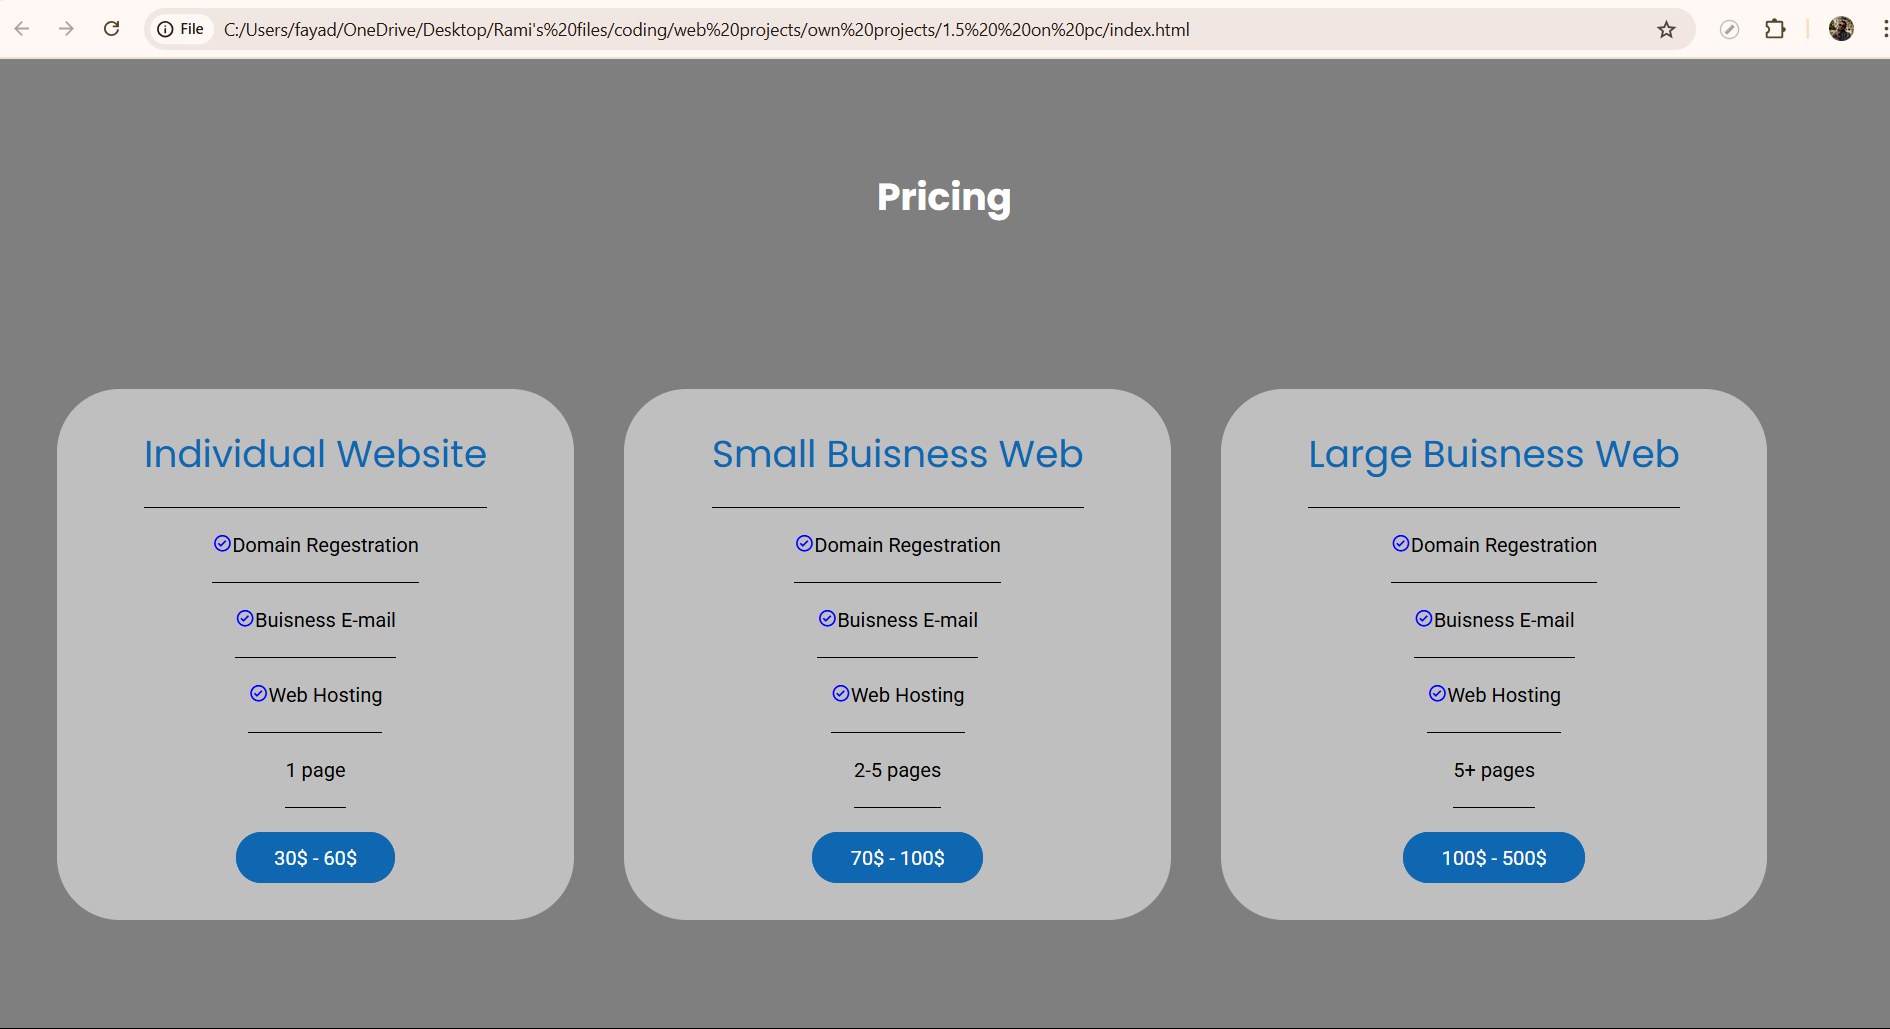 File C:/Users/fayad/OneDrive/Desktop/Rami's%20files/coding/web%20projects/own%20projects/1.5%20%20on%20pc/index.html
Pricing
Individual Website
Domain Regestration
Buisness E-mail
Web Hosting
1 page
30$ - 60$
Small Buisness Web
Domain Regestration
Buisness E-mail
Web Hosting
2-5 pages
70$ - 100$
Large Buisness Web
Domain Regestration
Buisness E-mail
Web Hosting
5+ pages
100$ - 500$